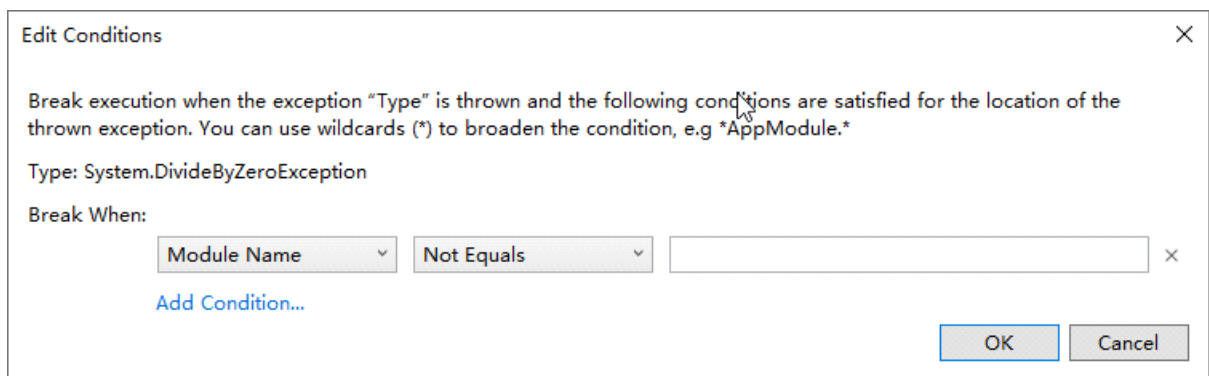 Edit Conditions
Break execution when the exception “Type” is thrown and the following conditions are satisfied for the location of the
thrown exception. You can use wildcards (*) to broaden the condition, e.g *AppModule.*
Type: System.DivideByZeroException
Break When:
Module Name Not Equals
Add Condition...
OK Cancel